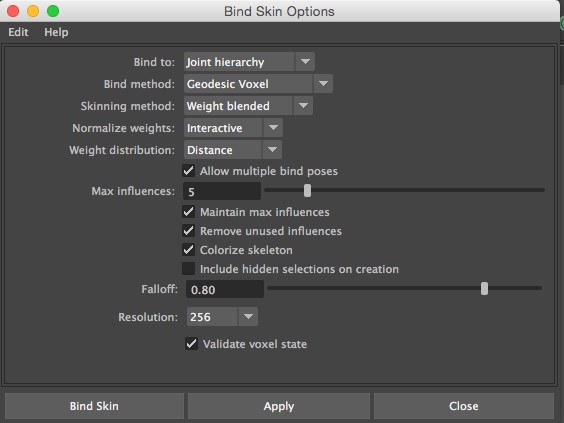 Bind Skin Options
Edit Help
Bind to: Joint hierarchy
Bind method: Geodesic Voxel
Skinning method: Weight blended
Normalize weights: Interactive
Weight distribution: Distance
Allow multiple bind poses
Max influences: 5
Maintain max influences
Remove unused influences
Colorize skeleton
Include hidden selections on creation
Falloff: 0.80
Resolution: 256
Validate voxel state
Bind Skin Apply Close